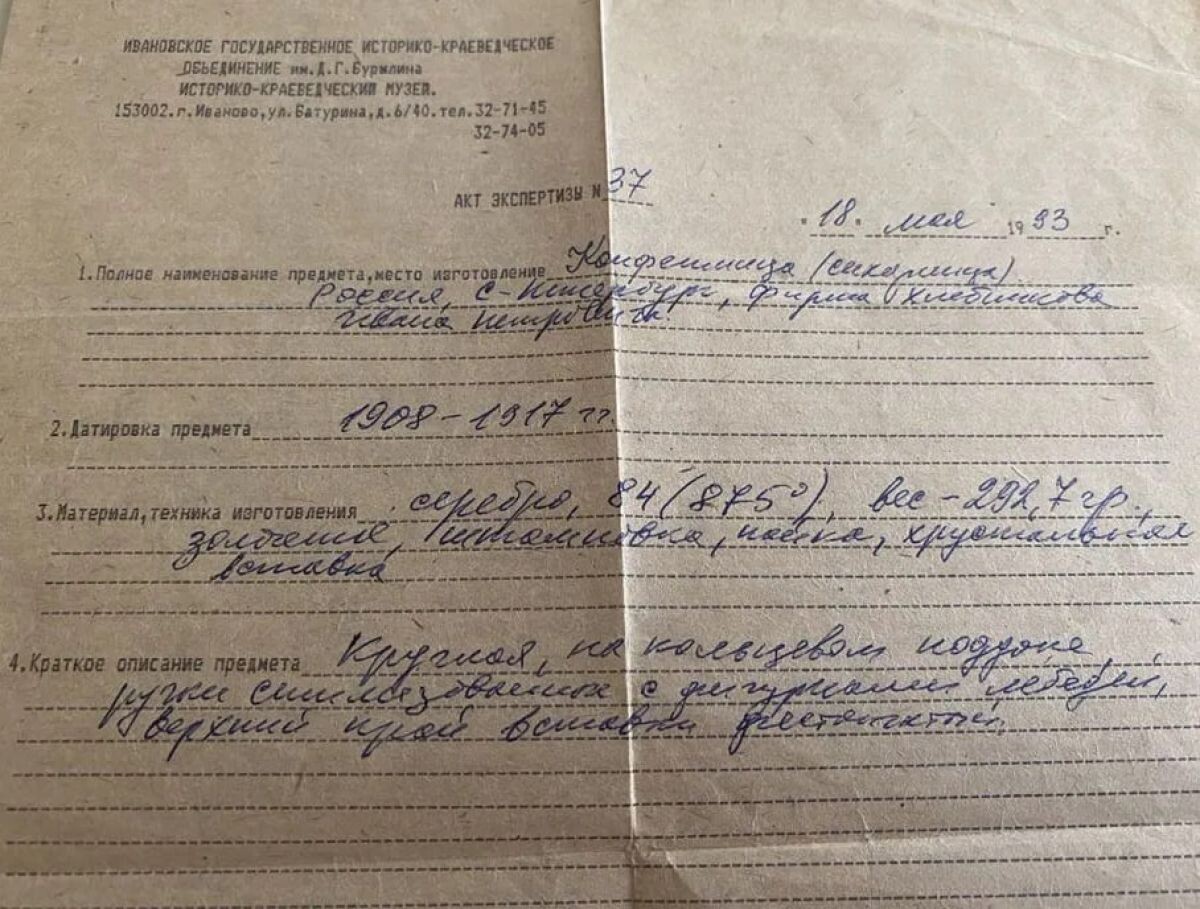 ИВАНОВСКОЕ ГОСУДАРСТВЕННОЕ ИСТОРИКО-КРАЕВЕДЧЕСКОЕ
ОБЬЕДИНЕНИЕ им.Д.Г.Бурылина
ИСТОРИКО-КРАЕВЕДЧЕСКИЙ МУЗЕЙ.
153002.г.Иваново,ул.Батурина,д.6/40.тел.32-71-45
32-74-05
АКТ ЭКСПЕРТИЗЫ N 37
"18" мая 1993 г.
1.Полное наименование предмета,место изготовление Конфетница (сахарница)
Россия, С-Петербург, фирма Хлебникова
Ивана Петровича
2.Датировка предмета 1908-1917 гг.
3.Материал,техника изготовления серебро, 84 (875°), вес - 292,7 гр.,
золочение, штамповка, пайка, хрустальная
вставка
4.Краткое описание предмета Круглая, на кольцевом поддоне,
ручки стилизованные с фигурками лебедей,
верхний край вставки фестончатый.